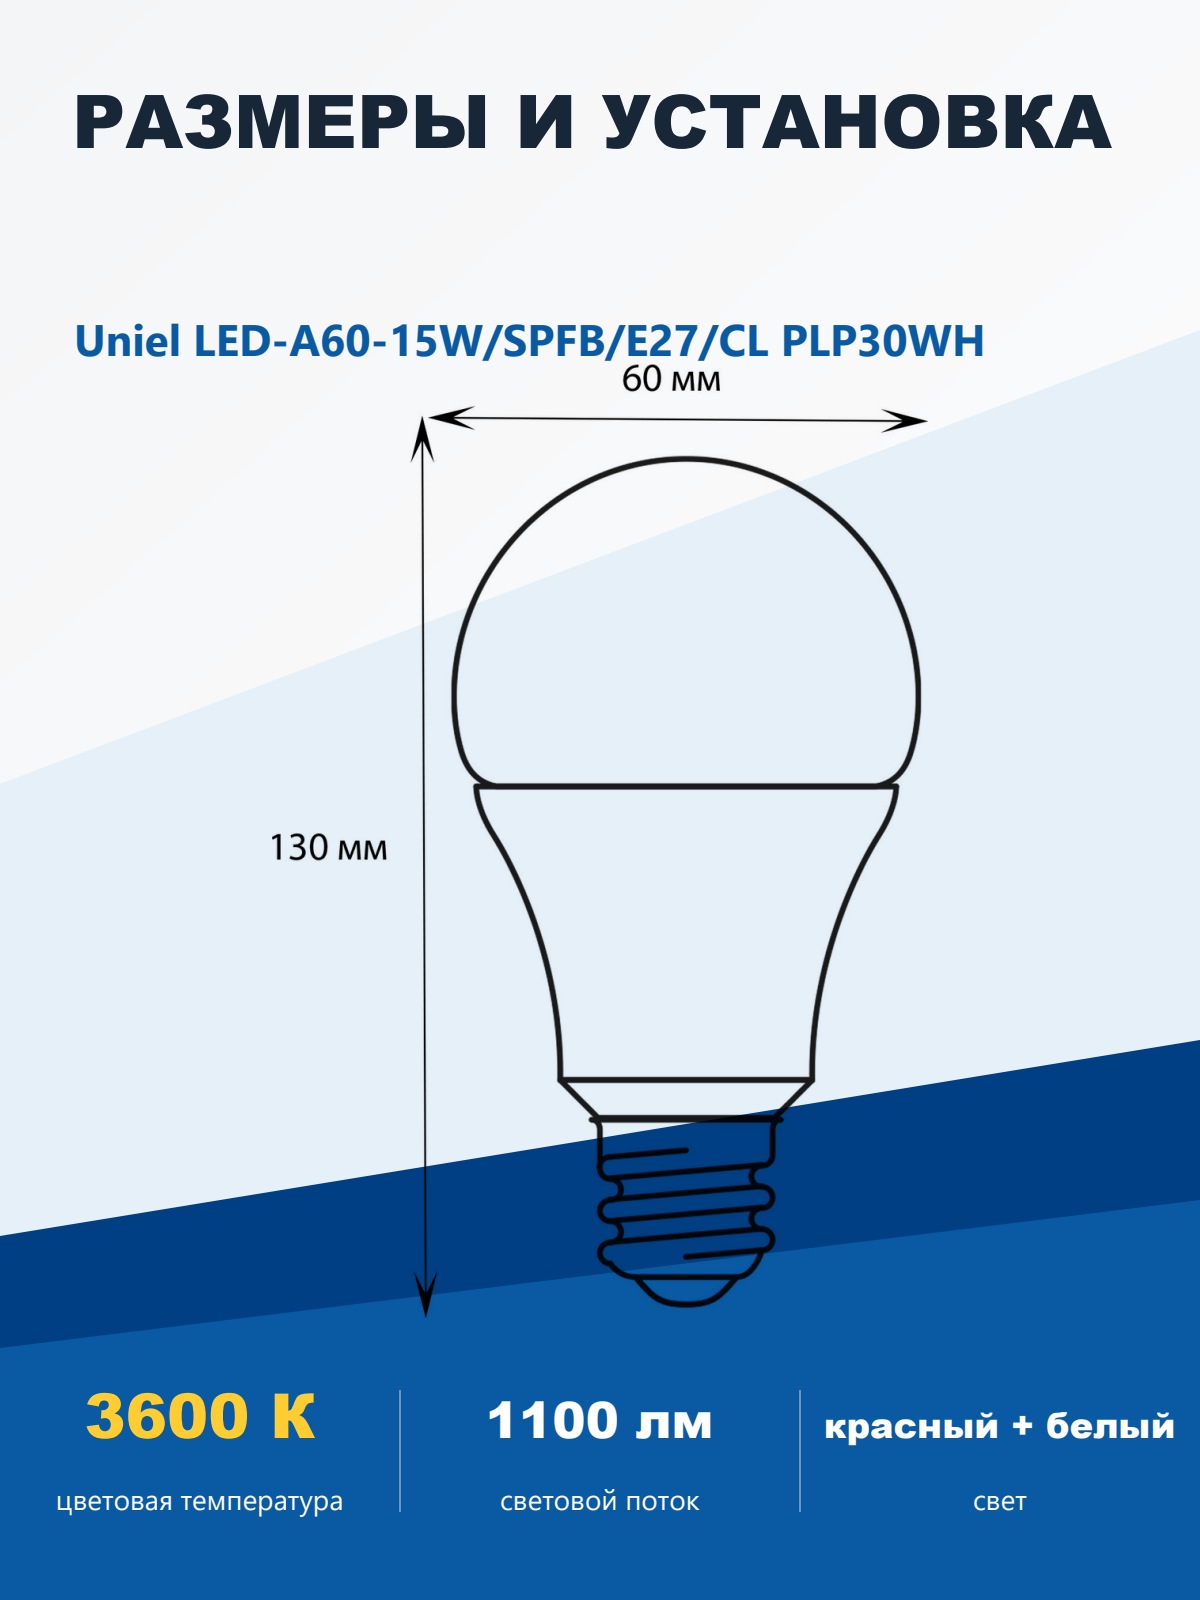 РАЗМЕРЫ И УСТАНОВКА
Uniel LED-A60-15W/SPFB/E27/CL PLP30WH
60 мм
130 мм
3600 К
1100 лм
красный + белый
цветовая температура
световой поток
свет